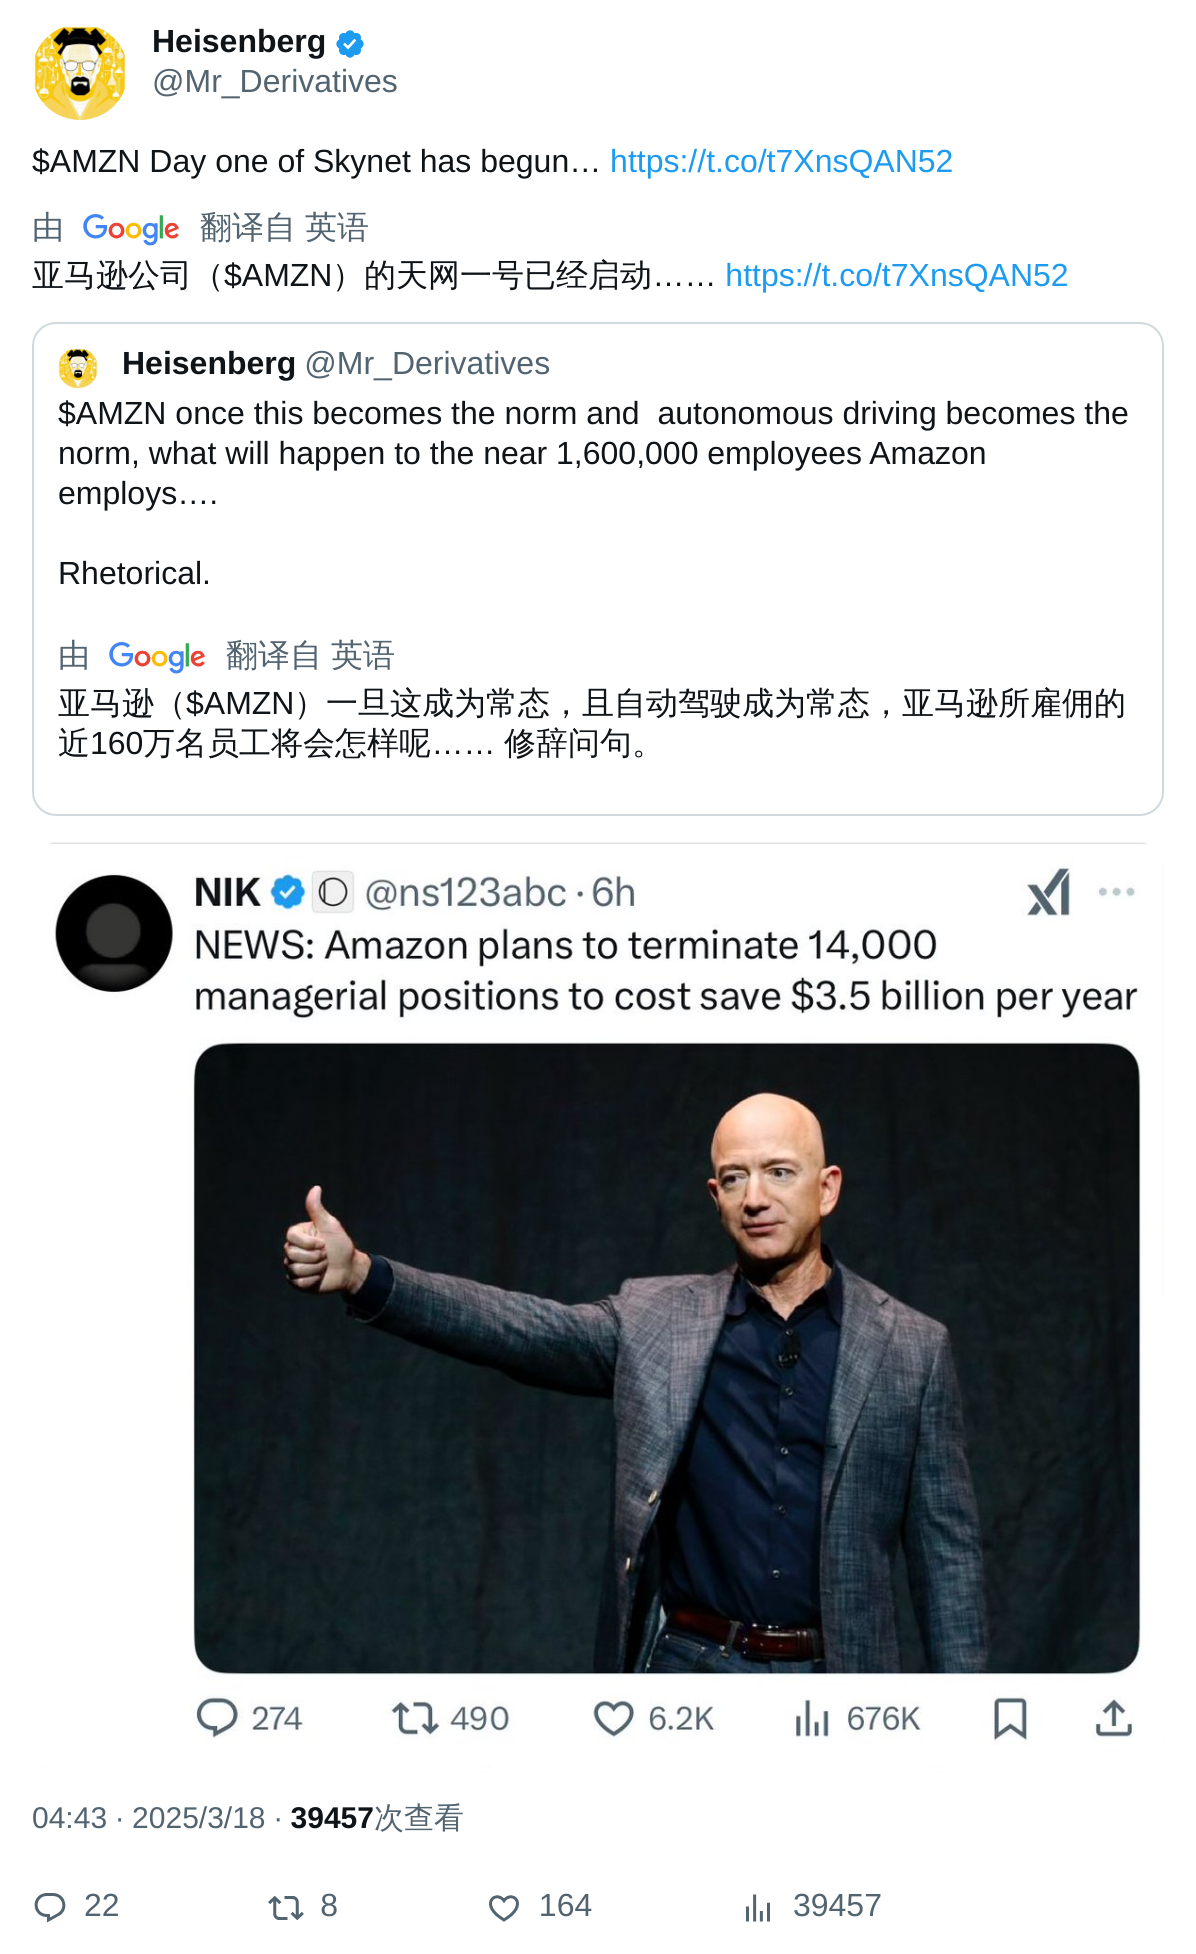 Heisenberg
@Mr_Derivatives
$AMZN Day one of Skynet has begun… https://t.co/t7XnsQAN52
由 Google 翻译自 英语
亚马逊公司（$AMZN）的天网一号已经启动…… https://t.co/t7XnsQAN52
Heisenberg @Mr_Derivatives
$AMZN once this becomes the norm and  autonomous driving becomes the
norm, what will happen to the near 1,600,000 employees Amazon
employs….
Rhetorical.
由 Google 翻译自 英语
亚马逊（$AMZN）一旦这成为常态，且自动驾驶成为常态，亚马逊所雇佣的
近160万名员工将会怎样呢…… 修辞问句。
NIK @ns123abc · 6h
NEWS: Amazon plans to terminate 14,000
managerial positions to cost save $3.5 billion per year
274 490 6.2K 676K
04:43 · 2025/3/18 · 39457次查看
22 8 164 39457